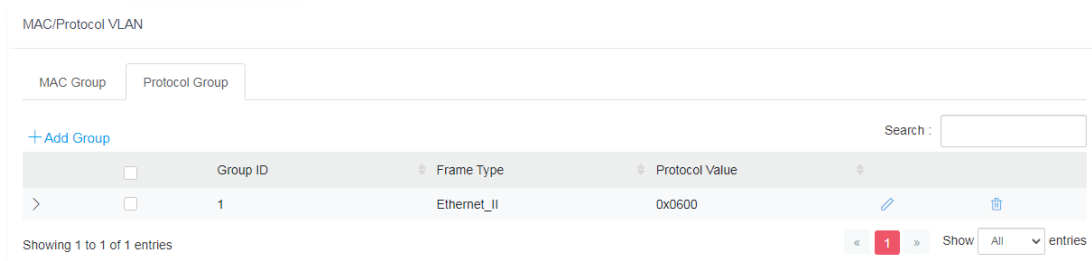 MAC/Protocol VLAN
MAC Group Protocol Group
+ Add Group Search :
Group ID Frame Type Protocol Value
1 Ethernet_II 0x0600
Showing 1 to 1 of 1 entries « 1 » Show All entries